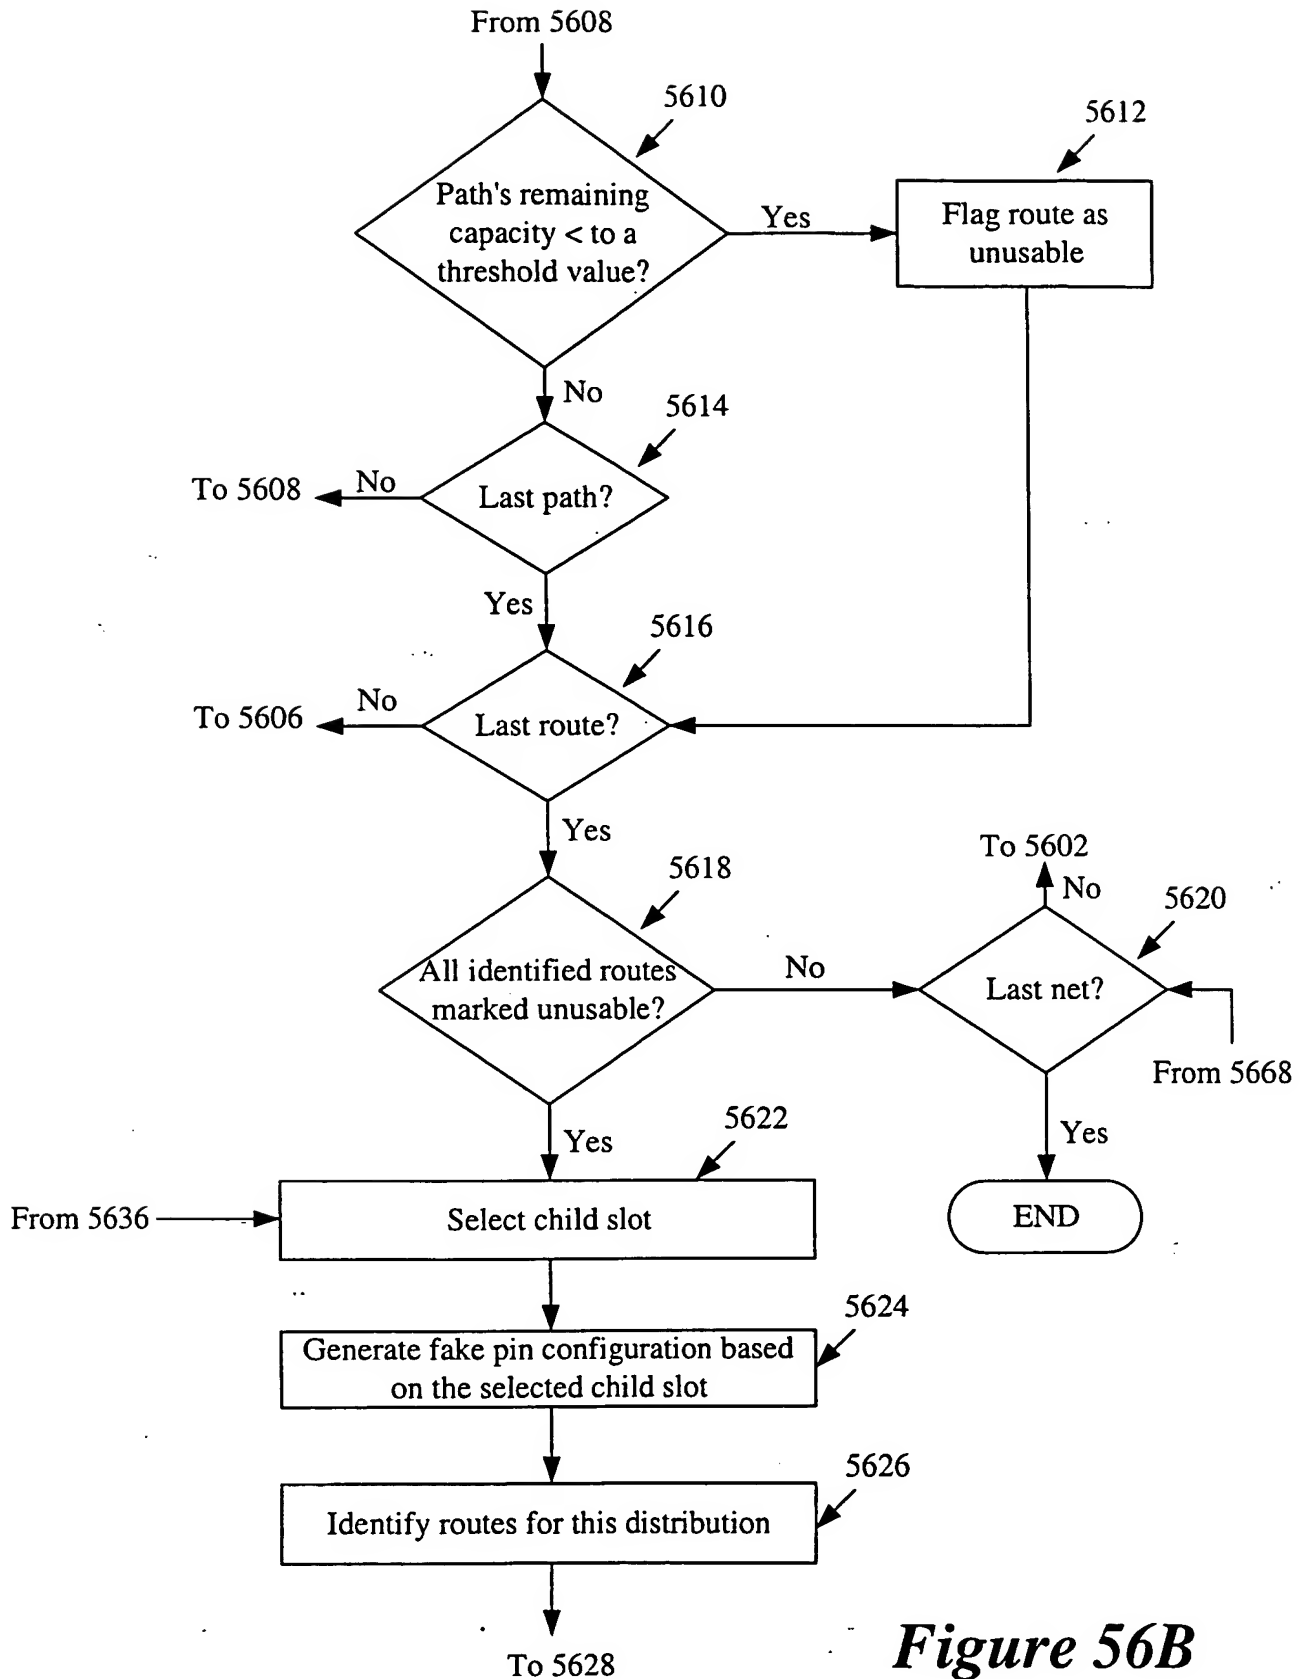 From 5608
5610
5612
Path's remaining
capacity < to a
threshold value?
Yes
Flag route as
unusable
No
5614
To 5608
No
Last path?
Yes
5616
To 5606
No
Last route?
Yes
To 5602
No
5618
5620
All identified routes
marked unusable?
No
Last net?
From 5668
Yes
5622
Yes
From 5636
Select child slot
END
5624
Generate fake pin configuration based
on the selected child slot
5626
Identify routes for this distribution
To 5628
Figure 56B